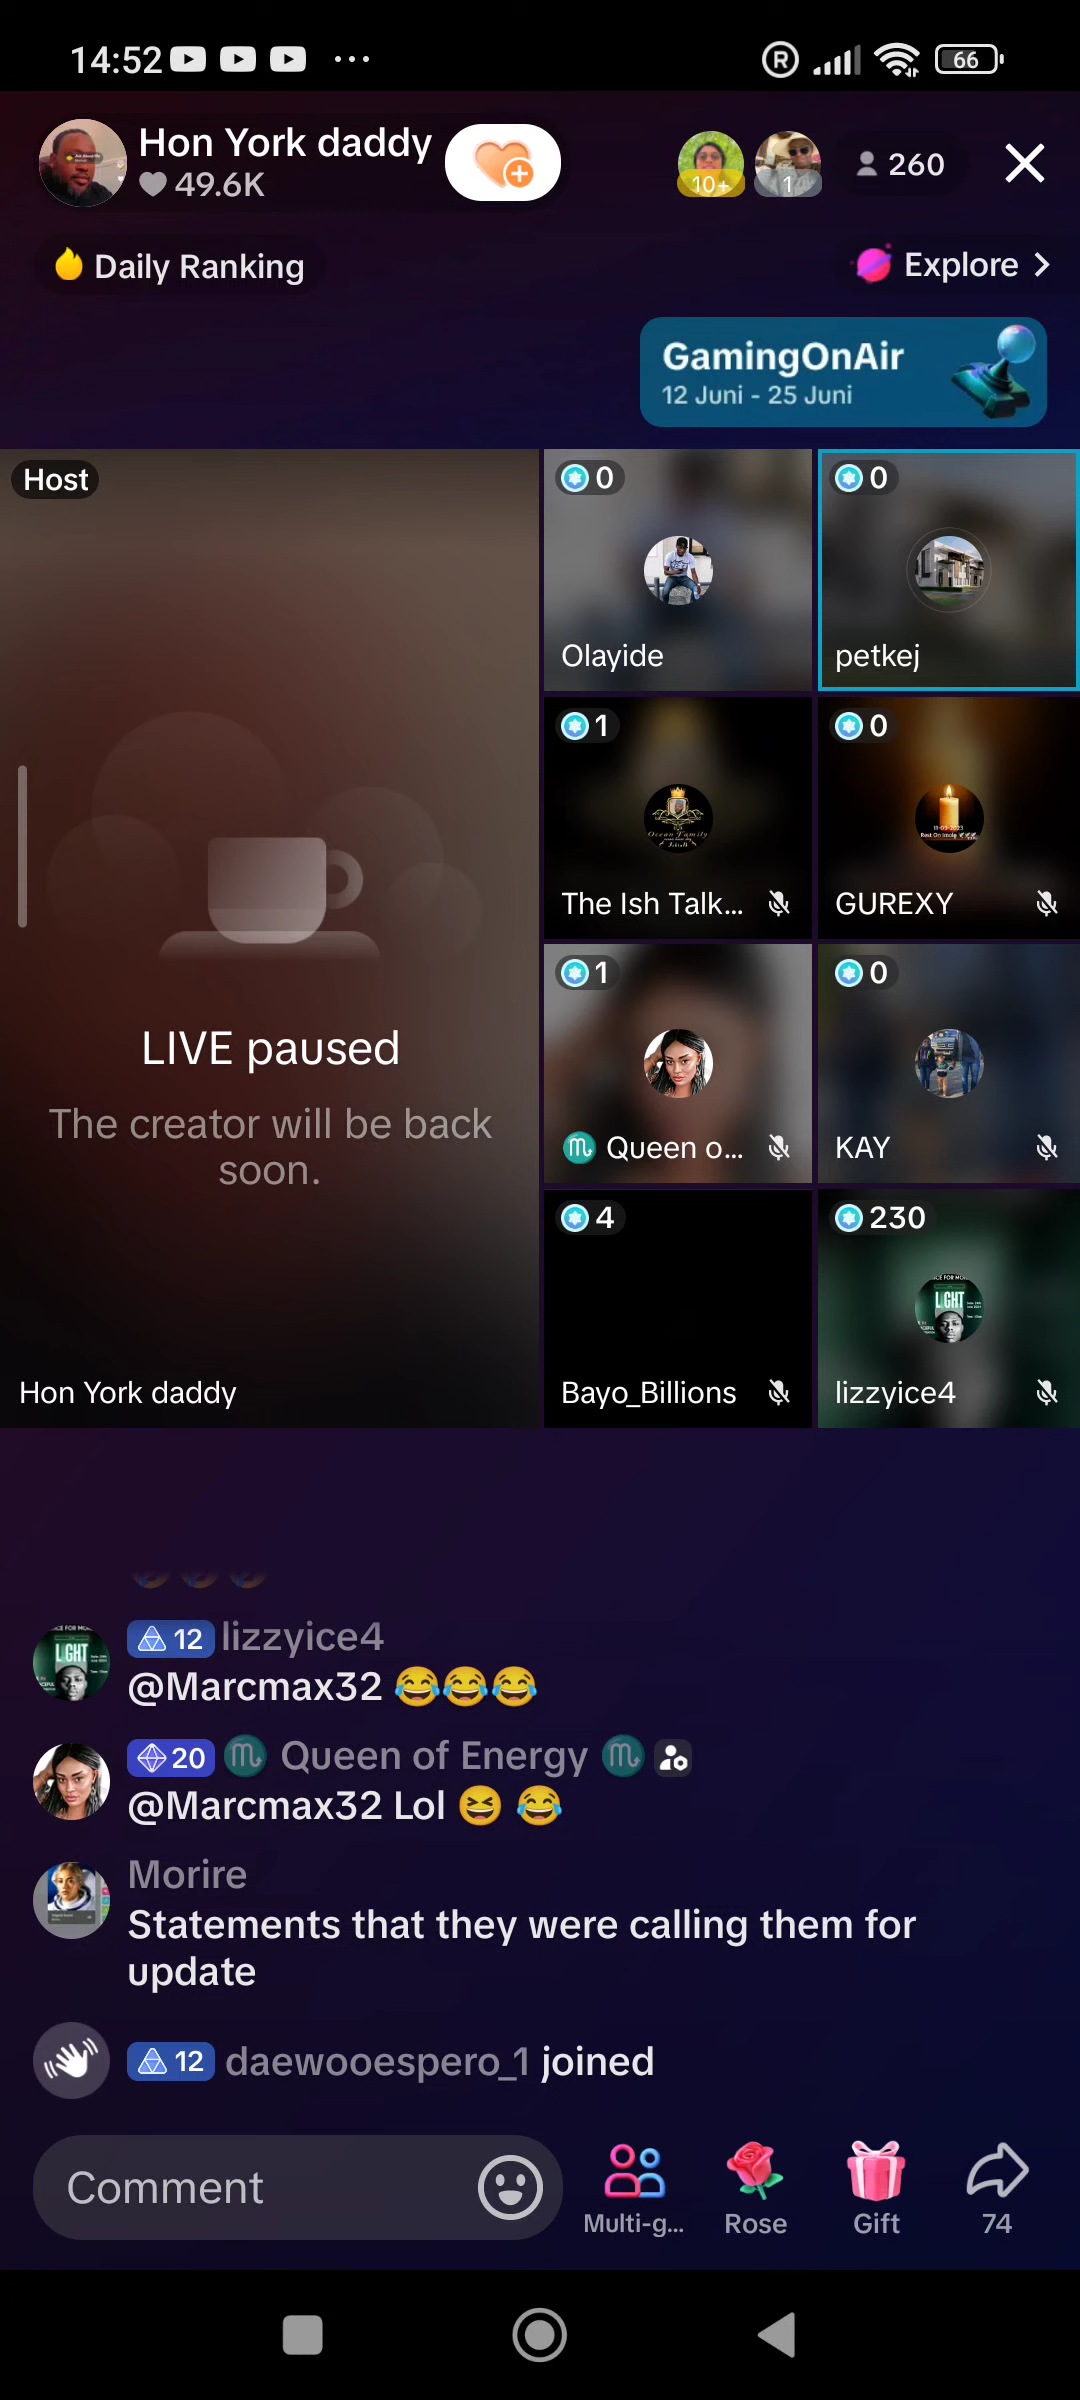 14:52
R
66
Hon York daddy
49.6K
10+
1
260
Daily Ranking
Explore >
GamingOnAir
12 Juni - 25 Juni
Host
0
0
Olayide
petkej
1
0
The Ish Talk...
GUREXY
1
0
LIVE paused
The creator will be back
soon.
Queen o...
KAY
4
230
LIGHT
Hon York daddy
Bayo_Billions
lizzyice4
12 lizzyice4
@Marcmax32 😂😂😂
20 ♏ Queen of Energy ♏
@Marcmax32 Lol 😆 😂
Morire
Statements that they were calling them for
update
12 daewooespero_1 joined
Comment
Multi-g...
Rose
Gift
74